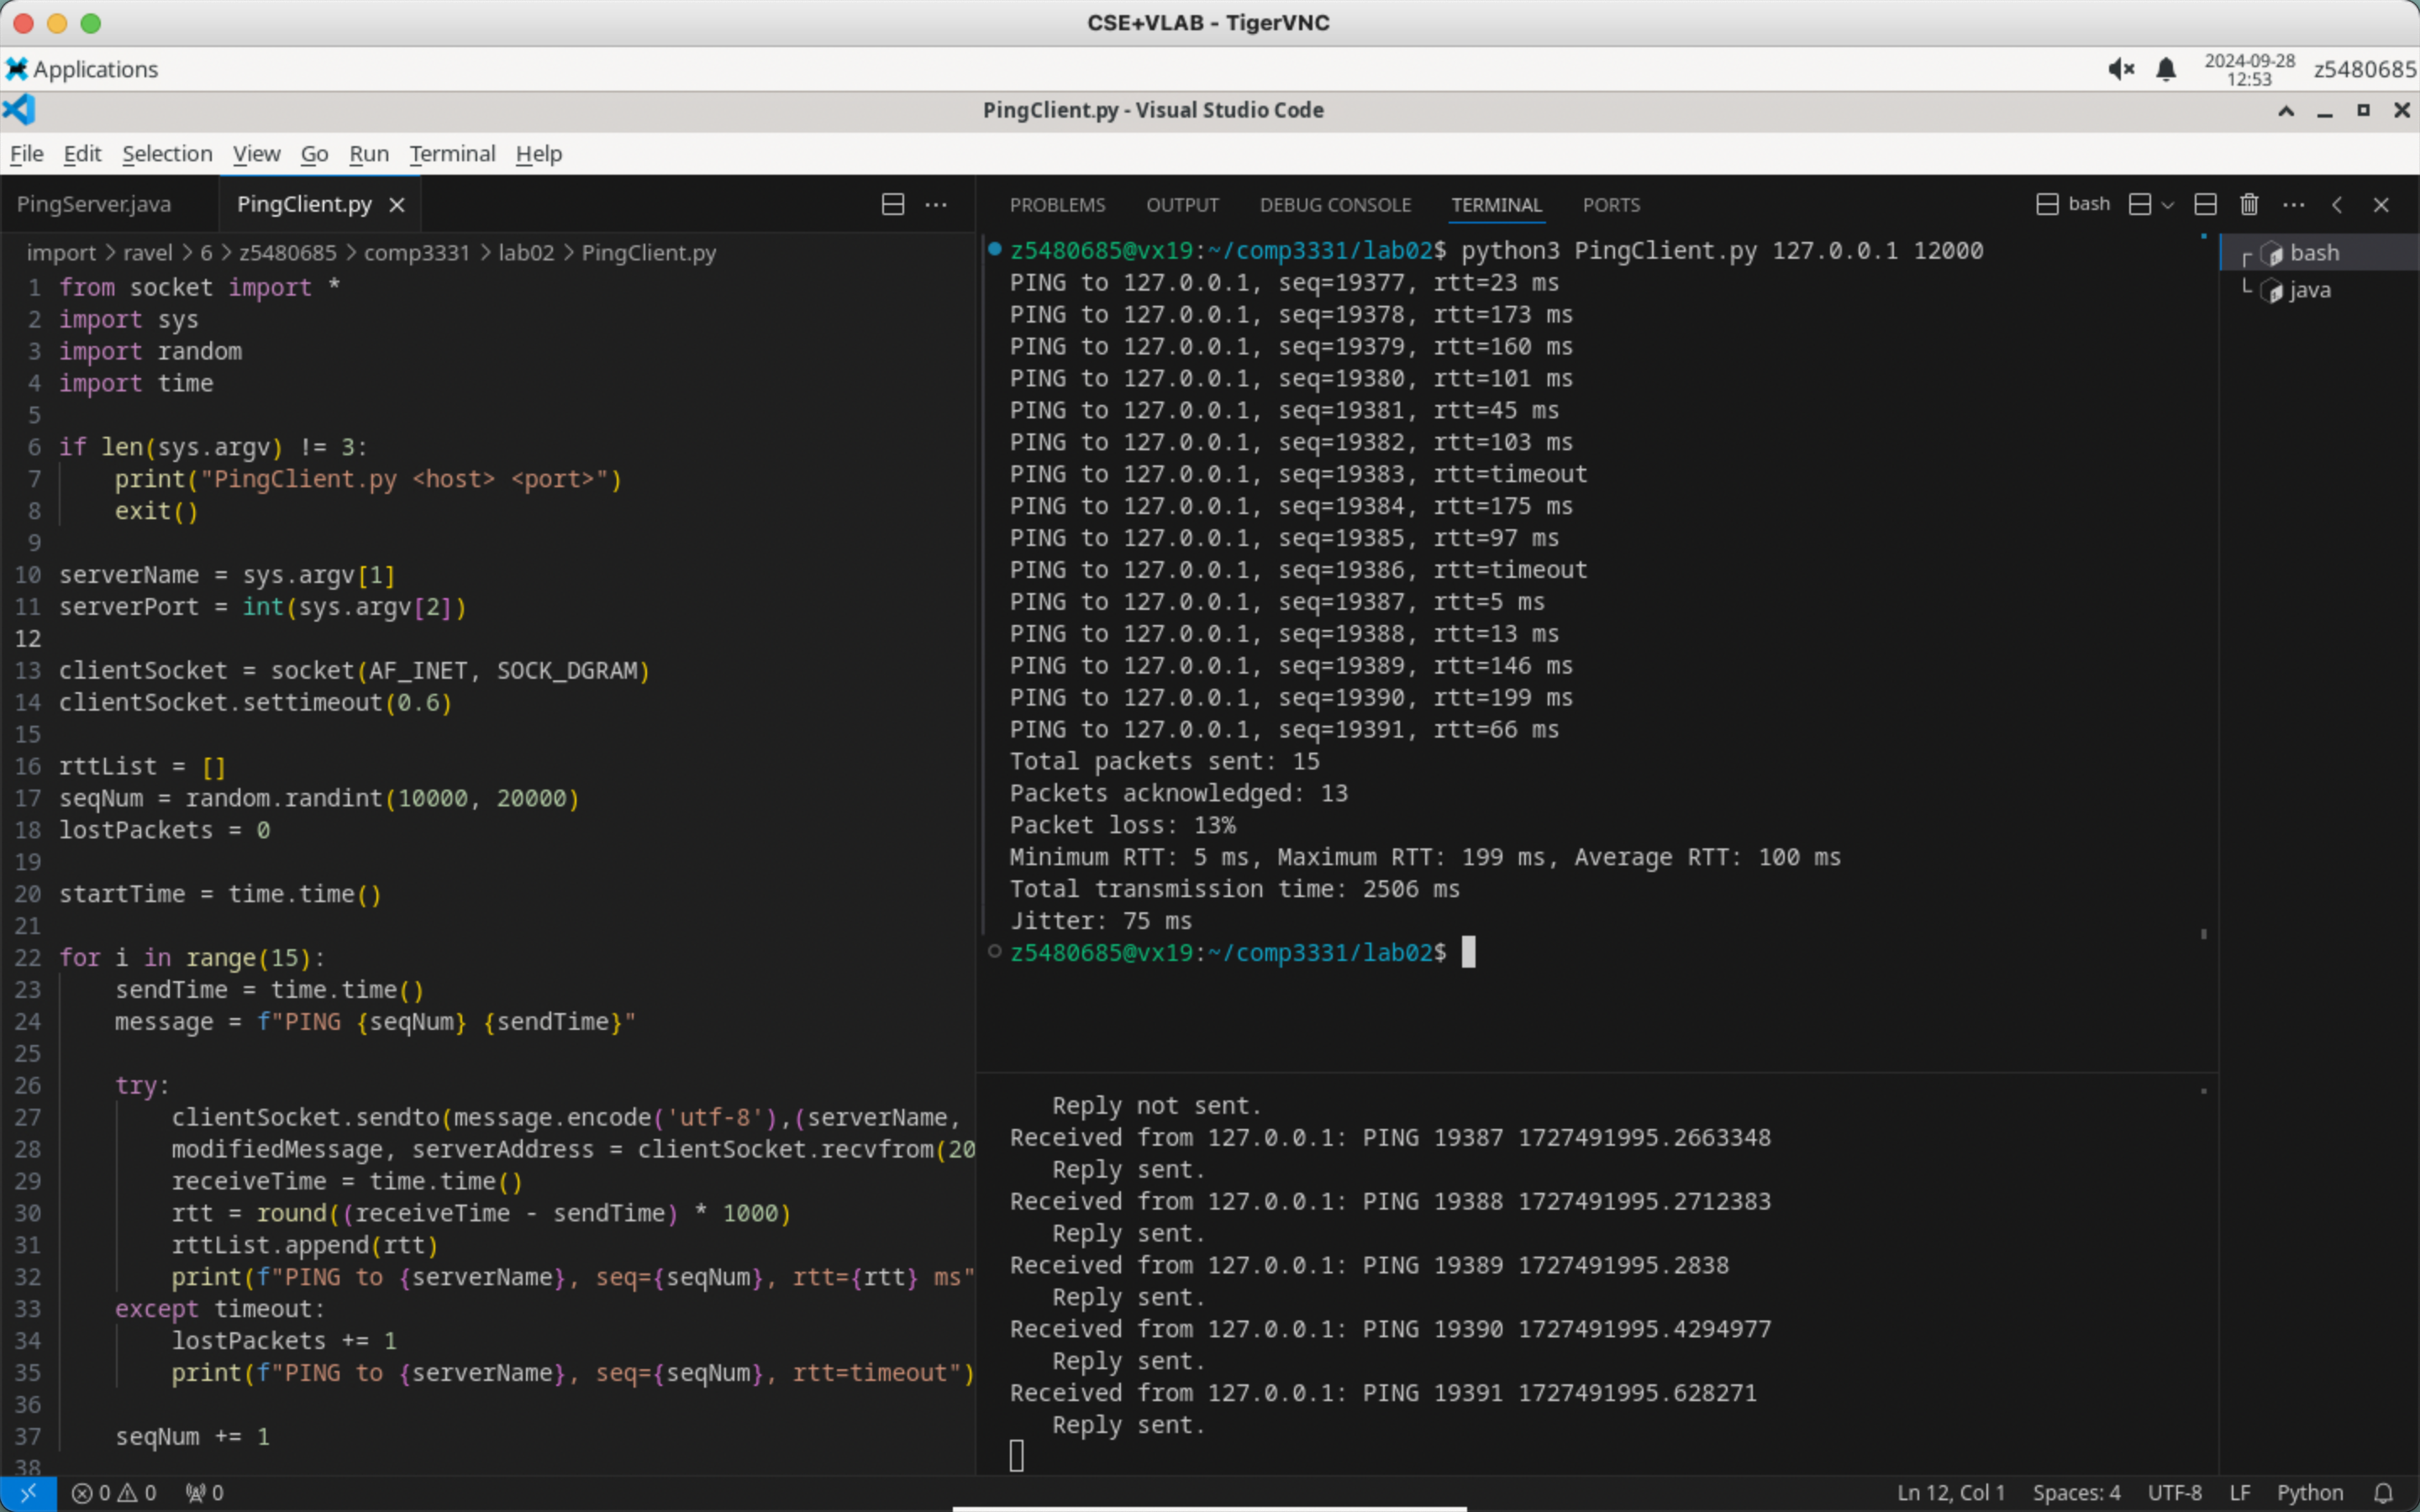 CSE+VLAB - TigerVNC
Applications
2024-09-28
12:53
z5480685
PingClient.py - Visual Studio Code
File Edit Selection View Go Run Terminal Help
PingServer.java PingClient.py
import > ravel > 6 > z5480685 > comp3331 > lab02 > PingClient.py
1 from socket import *
2 import sys
3 import random
4 import time
5
6 if len(sys.argv) != 3:
7     print("PingClient.py <host> <port>")
8     exit()
9
10 serverName = sys.argv[1]
11 serverPort = int(sys.argv[2])
12
13 clientSocket = socket(AF_INET, SOCK_DGRAM)
14 clientSocket.settimeout(0.6)
15
16 rttList = []
17 seqNum = random.randint(10000, 20000)
18 lostPackets = 0
19
20 startTime = time.time()
21
22 for i in range(15):
23     sendTime = time.time()
24     message = f"PING {seqNum} {sendTime}"
25
26     try:
27         clientSocket.sendto(message.encode('utf-8'),(serverName,
28         modifiedMessage, serverAddress = clientSocket.recvfrom(20
29         receiveTime = time.time()
30         rtt = round((receiveTime - sendTime) * 1000)
31         rttList.append(rtt)
32         print(f"PING to {serverName}, seq={seqNum}, rtt={rtt} ms"
33     except timeout:
34         lostPackets += 1
35         print(f"PING to {serverName}, seq={seqNum}, rtt=timeout")
36
37     seqNum += 1
38
PROBLEMS OUTPUT DEBUG CONSOLE TERMINAL PORTS
bash
z5480685@vx19:~/comp3331/lab02$ python3 PingClient.py 127.0.0.1 12000
PING to 127.0.0.1, seq=19377, rtt=23 ms
PING to 127.0.0.1, seq=19378, rtt=173 ms
PING to 127.0.0.1, seq=19379, rtt=160 ms
PING to 127.0.0.1, seq=19380, rtt=101 ms
PING to 127.0.0.1, seq=19381, rtt=45 ms
PING to 127.0.0.1, seq=19382, rtt=103 ms
PING to 127.0.0.1, seq=19383, rtt=timeout
PING to 127.0.0.1, seq=19384, rtt=175 ms
PING to 127.0.0.1, seq=19385, rtt=97 ms
PING to 127.0.0.1, seq=19386, rtt=timeout
PING to 127.0.0.1, seq=19387, rtt=5 ms
PING to 127.0.0.1, seq=19388, rtt=13 ms
PING to 127.0.0.1, seq=19389, rtt=146 ms
PING to 127.0.0.1, seq=19390, rtt=199 ms
PING to 127.0.0.1, seq=19391, rtt=66 ms
Total packets sent: 15
Packets acknowledged: 13
Packet loss: 13%
Minimum RTT: 5 ms, Maximum RTT: 199 ms, Average RTT: 100 ms
Total transmission time: 2506 ms
Jitter: 75 ms
z5480685@vx19:~/comp3331/lab02$
Reply not sent.
Received from 127.0.0.1: PING 19387 1727491995.2663348
Reply sent.
Received from 127.0.0.1: PING 19388 1727491995.2712383
Reply sent.
Received from 127.0.0.1: PING 19389 1727491995.2838
Reply sent.
Received from 127.0.0.1: PING 19390 1727491995.4294977
Reply sent.
Received from 127.0.0.1: PING 19391 1727491995.628271
Reply sent.
bash
java
0 0 0
Ln 12, Col 1 Spaces: 4 UTF-8 LF Python